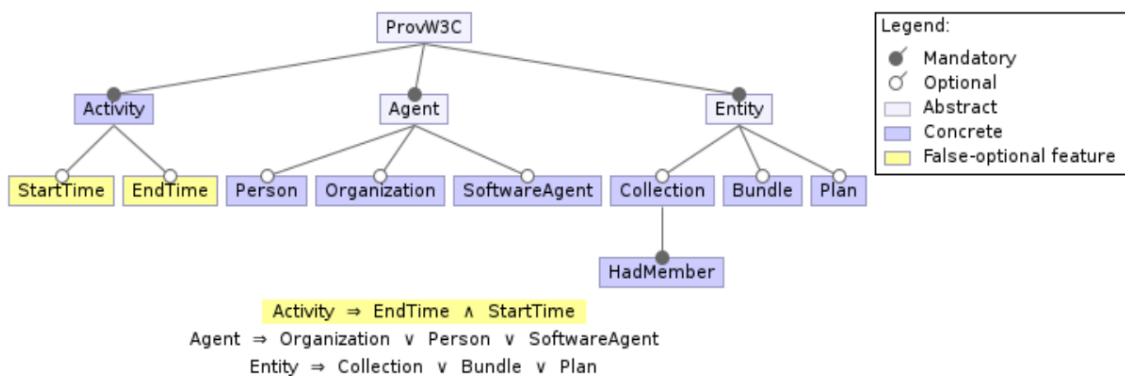 ProvW3C
Legend:
Mandatory
Optional
Abstract
Concrete
False-optional feature
Activity Agent Entity
StartTime EndTime Person Organization SoftwareAgent Collection Bundle Plan
HadMember
Activity ⇒ EndTime ∧ StartTime
Agent ⇒ Organization ∨ Person ∨ SoftwareAgent
Entity ⇒ Collection ∨ Bundle ∨ Plan